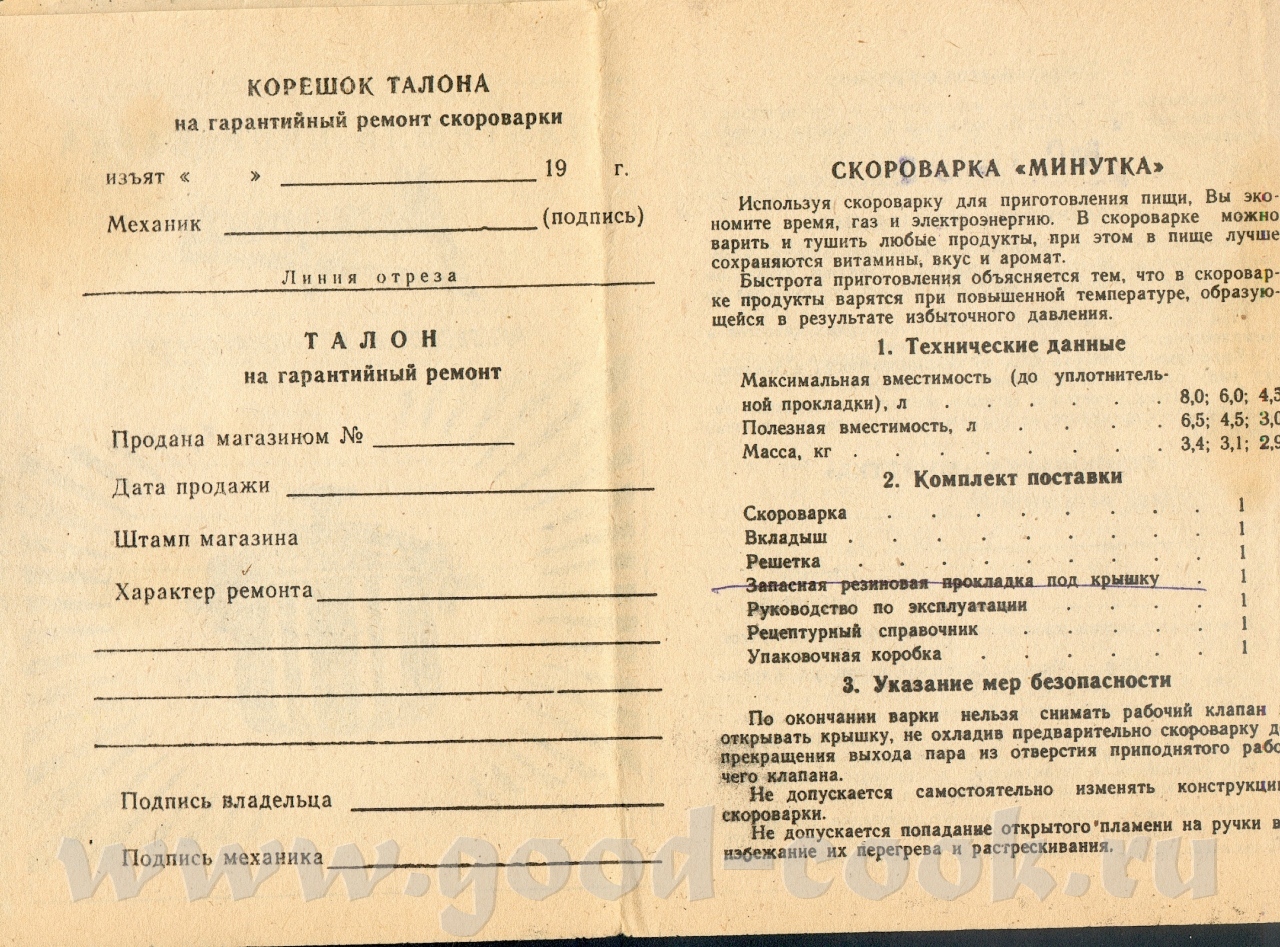 КОРЕШОК ТАЛОНА
на гарантийный ремонт скороварки
изъят « » 19 г.
Механик (подпись)
Линия отреза
ТАЛОН
на гарантийный ремонт
Продана магазином №
Дата продажи
Штамп магазина
Характер ремонта
Подпись владельца
Подпись механика
СКОРОВАРКА «МИНУТКА»
Используя скороварку для приготовления пищи, Вы эко-
номите время, газ и электроэнергию. В скороварке можно
варить и тушить любые продукты, при этом в пище лучше
сохраняются витамины, вкус и аромат.
Быстрота приготовления объясняется тем, что в скоровар-
ке продукты варятся при повышенной температуре, образую-
щейся в результате избыточного давления.
1. Технические данные
Максимальная вместимость (до уплотнитель-
ной прокладки), л . . . . . 8,0; 6,0; 4,5
Полезная вместимость, л . . . . 6,5; 4,5; 3,0
Масса, кг . . . . . . . 3,4; 3,1; 2,9
2. Комплект поставки
Скороварка . . . . . . . 1
Вкладыш . . . . . . . . 1
Решетка . . . . . . . 1
Запасная резиновая прокладка под крышку . 1
Руководство по эксплуатации . . . . 1
Рецептурный справочник . . . . . 1
Упаковочная коробка . . . . . 1
3. Указание мер безопасности
По окончании варки нельзя снимать рабочий клапан
открывать крышку, не охладив предварительно скороварку д
прекращения выхода пара из отверстия приподнятого рабо
чего клапана.
Не допускается самостоятельно изменять конструкци
скороварки.
Не допускается попадание открытого пламени на ручки в
избежание их перегрева и растрескивания.
www.good-cook.ru